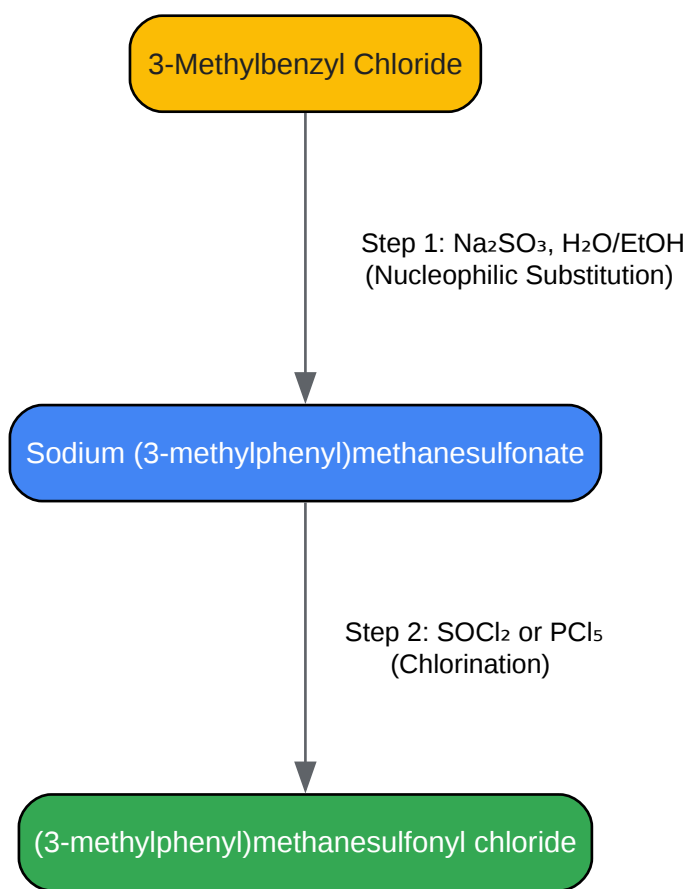 3-Methylbenzyl Chloride
Step 1: Na₂SO₃, H₂O/EtOH
(Nucleophilic Substitution)
Sodium (3-methylphenyl)methanesulfonate
Step 2: SOCl₂ or PCl₅
(Chlorination)
(3-methylphenyl)methanesulfonyl chloride